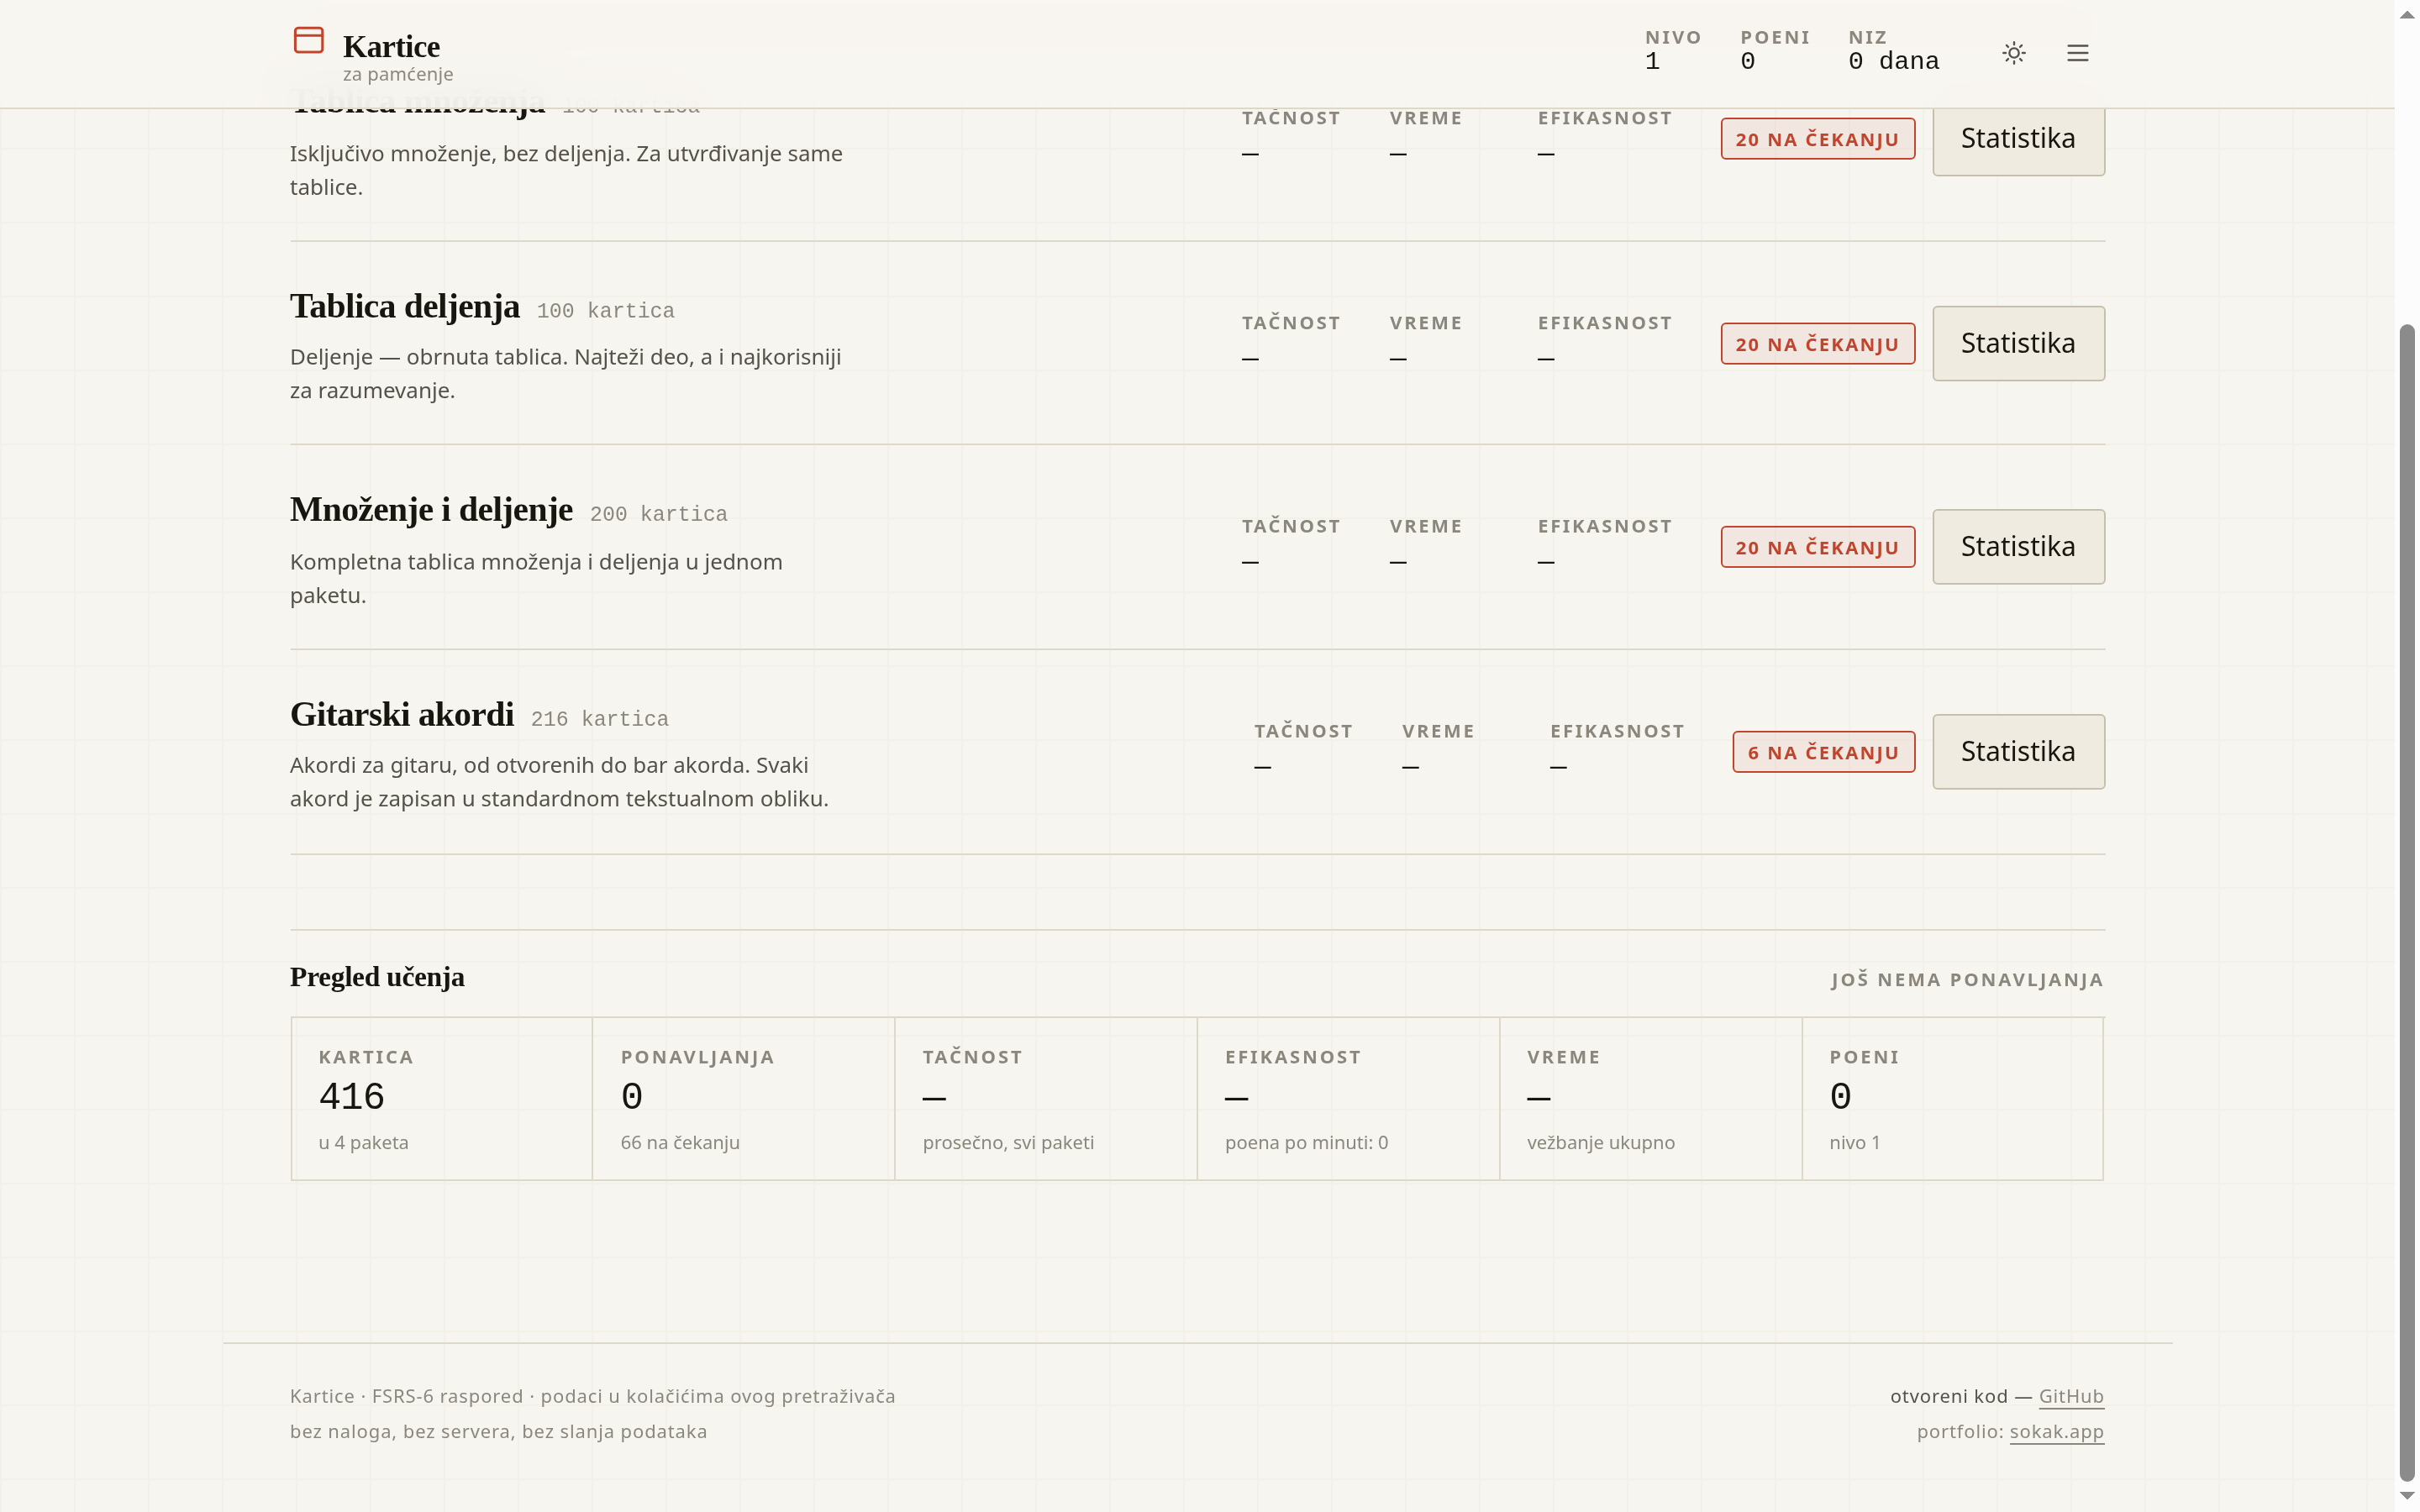 Kartice
za pamćenje
NIVO
1
POENI
0
NIZ
0 dana
Tablica množenja 100 kartica
Isključivo množenje, bez deljenja. Za utvrđivanje same
tablice.
TAČNOST
—
VREME
—
EFIKASNOST
—
20 NA ČEKANJU
Statistika
Tablica deljenja 100 kartica
Deljenje — obrnuta tablica. Najteži deo, a i najkorisniji
za razumevanje.
TAČNOST
—
VREME
—
EFIKASNOST
—
20 NA ČEKANJU
Statistika
Množenje i deljenje 200 kartica
Kompletna tablica množenja i deljenja u jednom
paketu.
TAČNOST
—
VREME
—
EFIKASNOST
—
20 NA ČEKANJU
Statistika
Gitarski akordi 216 kartica
Akordi za gitaru, od otvorenih do bar akorda. Svaki
akord je zapisan u standardnom tekstualnom obliku.
TAČNOST
—
VREME
—
EFIKASNOST
—
6 NA ČEKANJU
Statistika
Pregled učenja
JOŠ NEMA PONAVLJANJA
KARTICA
416
u 4 paketa
PONAVLJANJA
0
66 na čekanju
TAČNOST
—
prosečno, svi paketi
EFIKASNOST
—
poena po minuti: 0
VREME
—
vežbanje ukupno
POENI
0
nivo 1
Kartice · FSRS-6 raspored · podaci u kolačićima ovog pretraživača
bez naloga, bez servera, bez slanja podataka
otvoreni kod — GitHub
portfolio: sokak.app